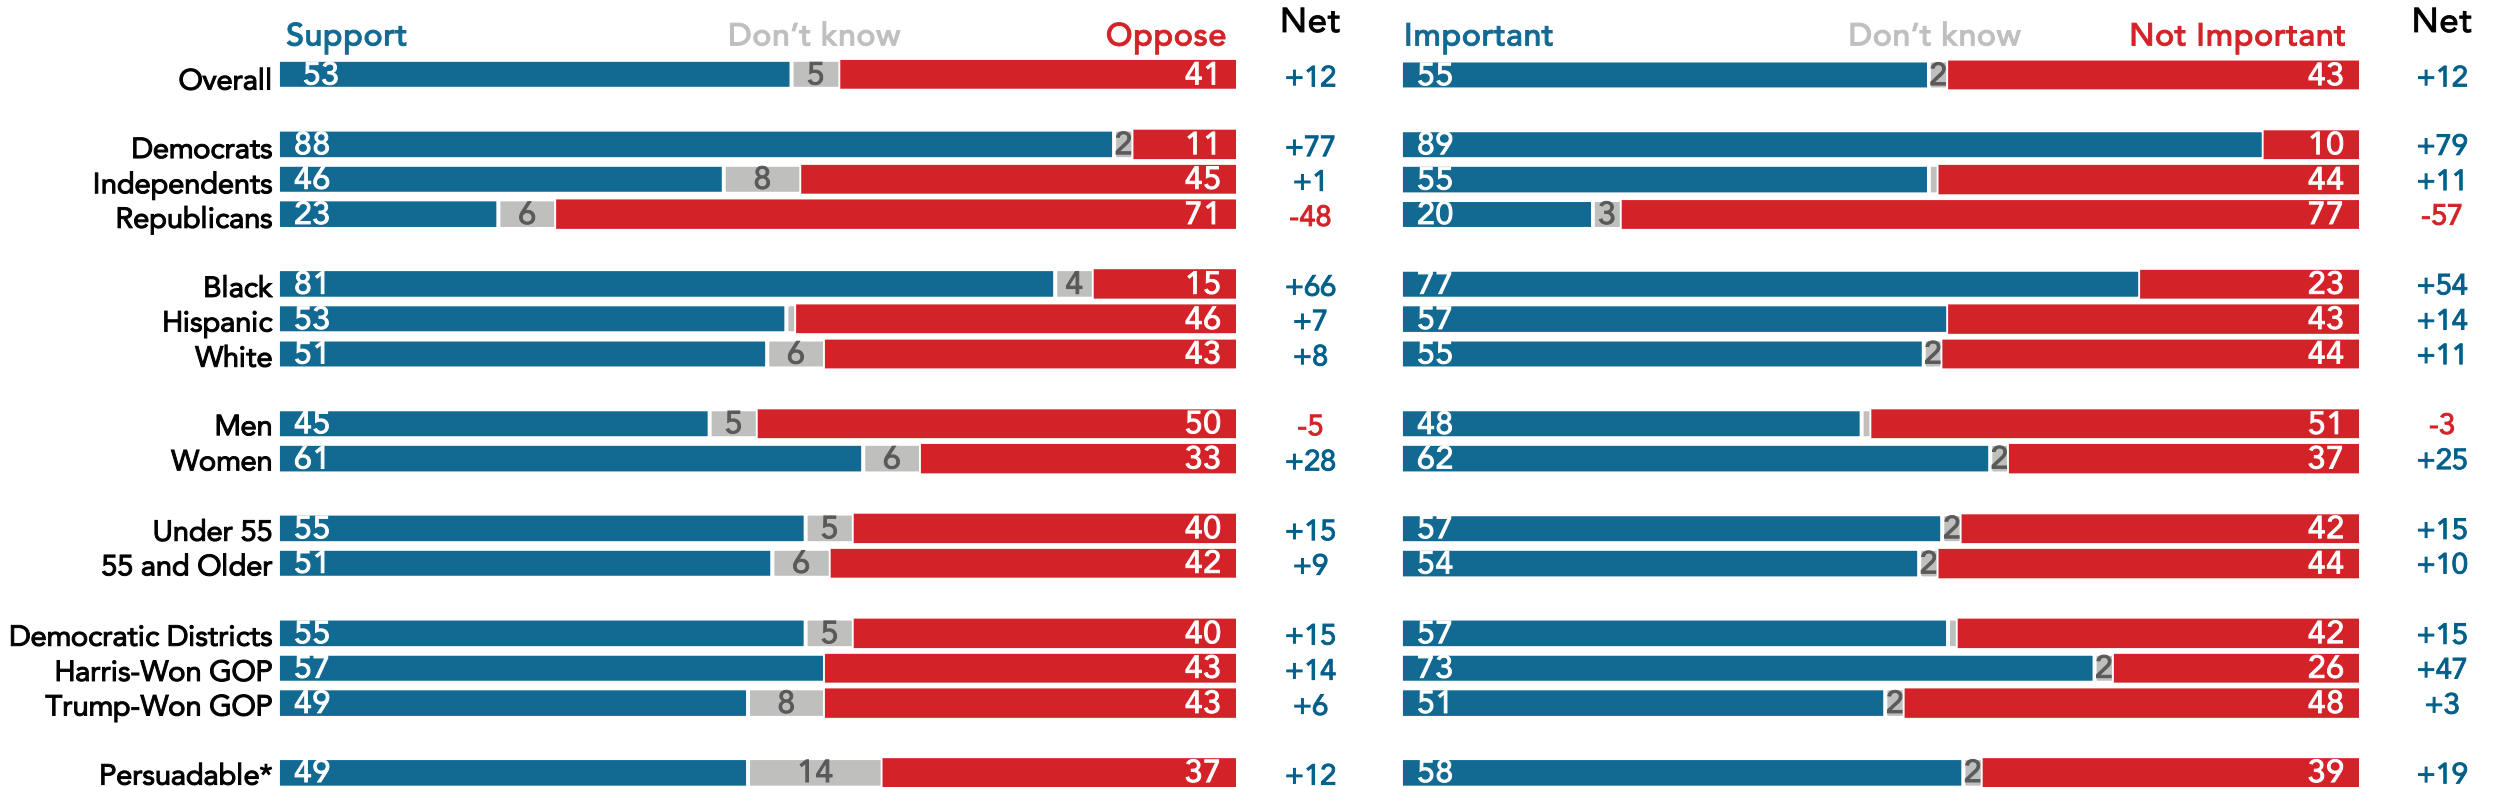 Support Don't know Oppose Net Important Don't know Not Important Net
Overall 53 5 41 +12 55 2 43 +12
Democrats 88 2 11 +77 89 10 +79
Independents 46 8 45 +1 55 44 +11
Republicans 23 6 71 -48 20 3 77 -57
Black 81 4 15 +66 77 23 +54
Hispanic 53 46 +7 57 43 +14
White 51 6 43 +8 55 2 44 +11
Men 45 5 50 -5 48 51 -3
Women 61 6 33 +28 62 2 37 +25
Under 55 55 5 40 +15 57 2 42 +15
55 and Older 51 6 42 +9 54 2 44 +10
Democratic Districts 55 5 40 +15 57 42 +15
Harris-Won GOP 57 43 +14 73 2 26 +47
Trump-Won GOP 49 8 43 +6 51 2 48 +3
Persuadable* 49 14 37 +12 58 2 39 +19